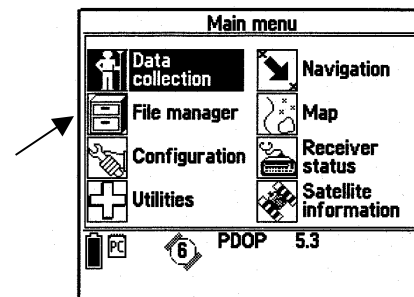 Main menu
Data
collection
Navigation
File manager
Map
Configuration
Receiver
status
Utilities
Satellite
information
PC
6
PDOP 5.3